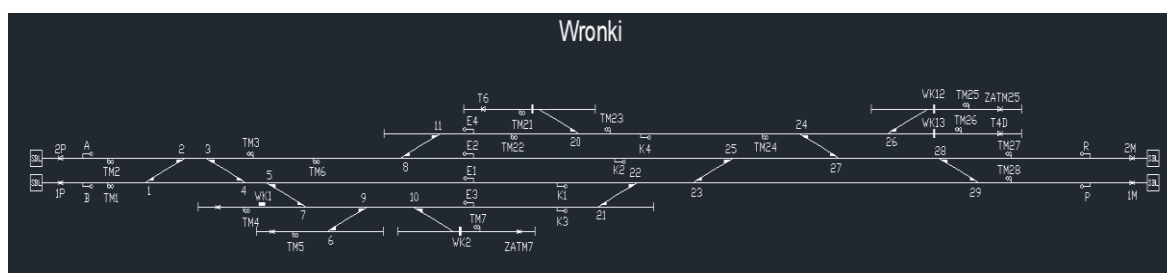 Wronki
T6 WK12 TM25 ZATM25
TM21 TM23 WK13 TM26 T4D
11 E4 24
TM22 20 K4 TM24 26
2P A 2 3 TM3 E2 25 28 TM27 R 2M
SBL TM2 TM6 8 K2 27 SBL
5 E1 22
SBL SBL
1P B TM1 1 4 WK1 K1 23 29 TM28 P 1M
9 10 E3
TM4 7 TM7 K3 21
TM5 6 WK2 ZATM7